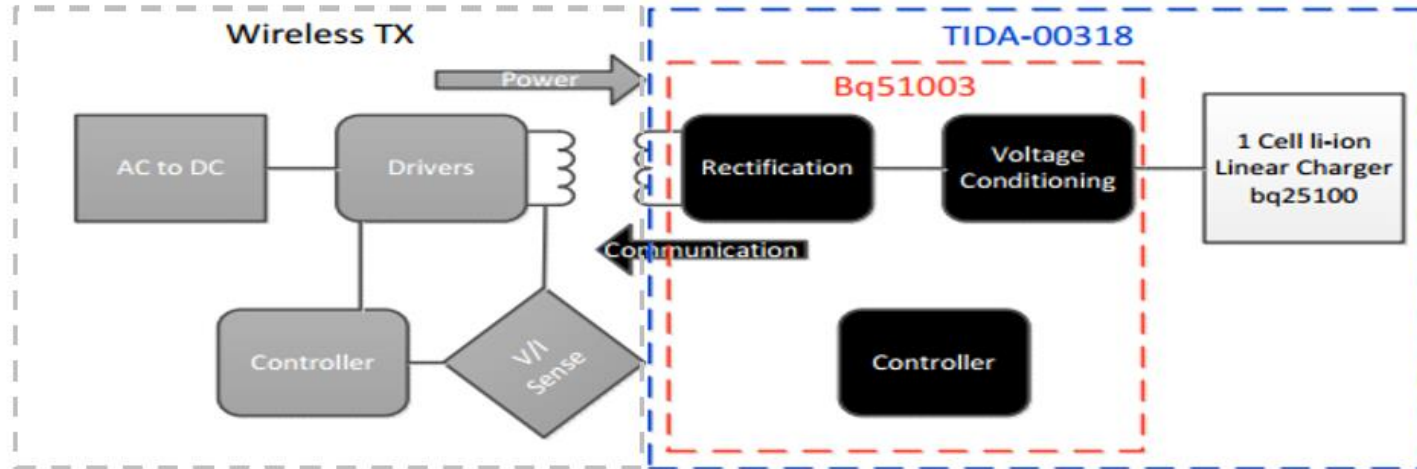 Wireless TX
TIDA-00318
Power
Bq51003
AC to DC
Drivers
Rectification
Voltage
Conditioning
1 Cell li-ion
Linear Charger
bq25100
Communication
Controller
V/I
Sense
Controller